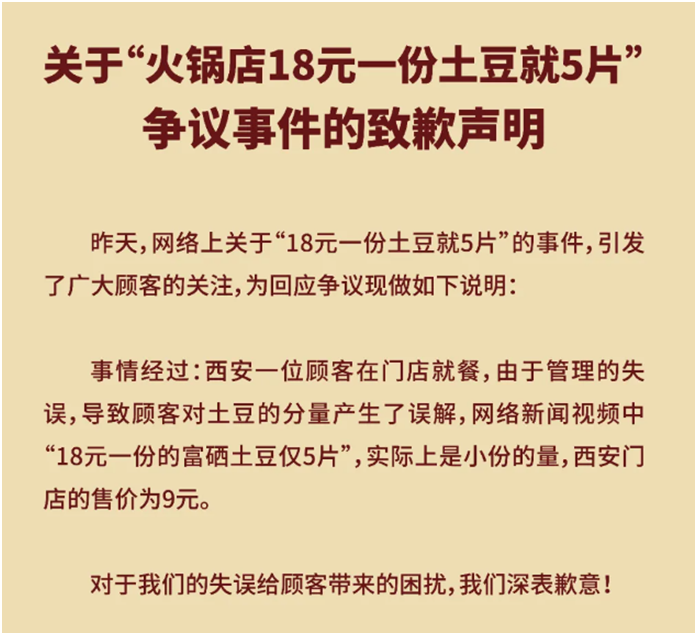 关于“火锅店18元一份土豆就5片”
争议事件的致歉声明
昨天，网络上关于“18元一份土豆就5片”的事件，引发
了广大顾客的关注，为回应争议现做如下说明：
事情经过：西安一位顾客在门店就餐，由于管理的失
误，导致顾客对土豆的分量产生了误解，网络新闻视频中
“18元一份的富硒土豆仅5片”，实际上是小份的量，西安门
店的售价为9元。
对于我们的失误给顾客带来的困扰，我们深表歉意！